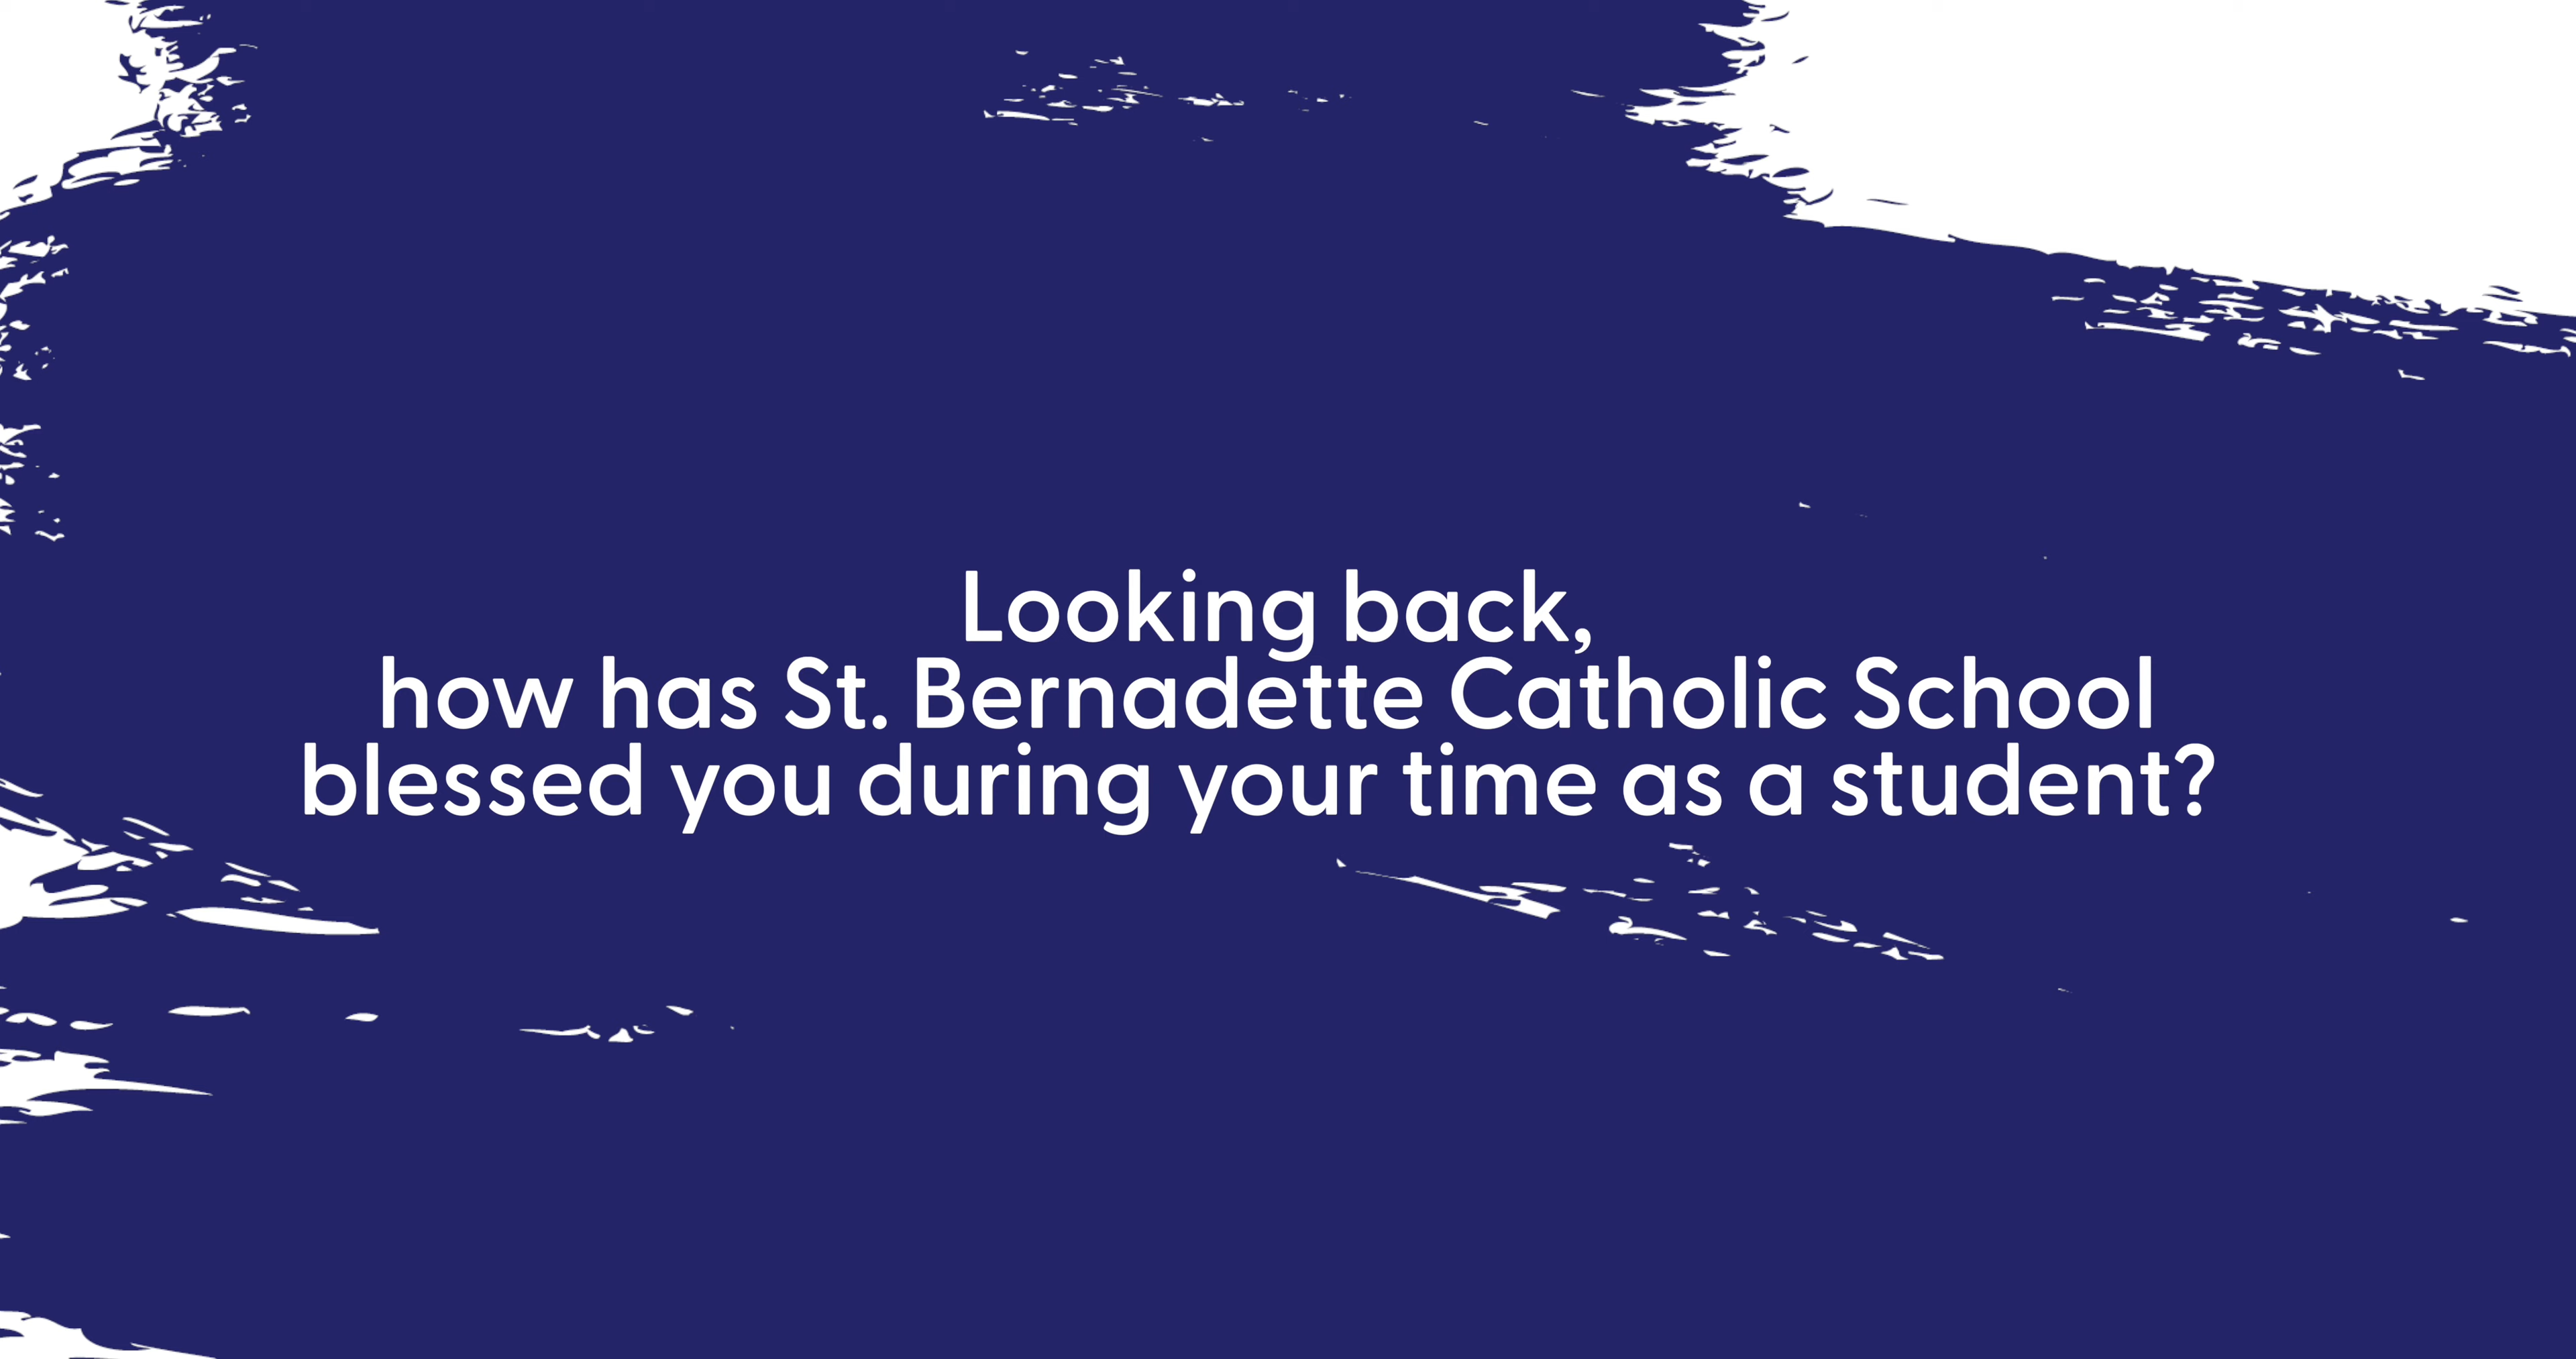 Looking back,
how has St. Bernadette Catholic School
blessed you during your time as a student?